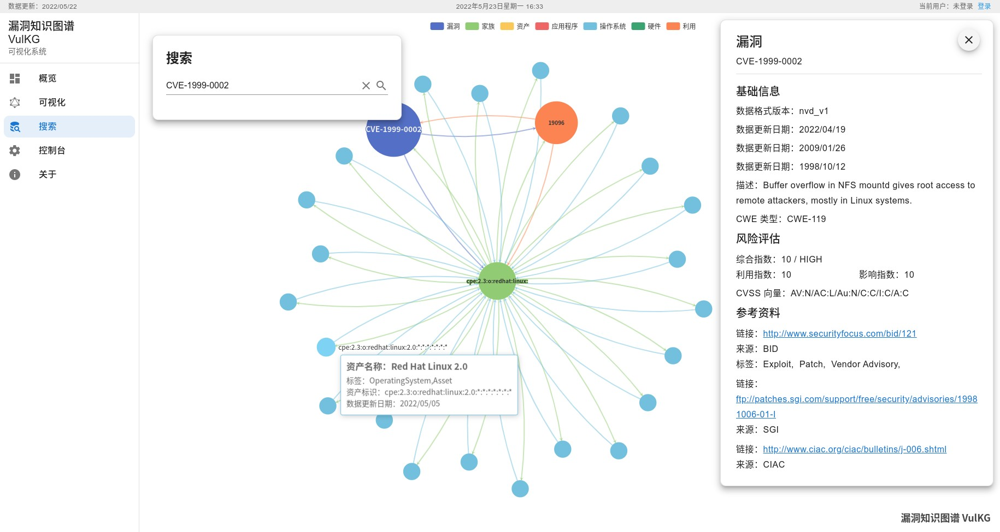 数据更新：2022/05/22
2022年5月23日星期一 16:33
当前用户：未登录 登录
漏洞知识图谱
VulKG
可视化系统
概览
可视化
搜索
控制台
关于
漏洞 家族 资产 应用程序 操作系统 硬件 利用
搜索
CVE-1999-0002
CVE-1999-0002
19096
cpe:2.3:o:redhat:linux:
cpe:2.3:o:redhat:linux:2.0:*:*:*:*:*:*:*
资产名称：Red Hat Linux 2.0
标签：OperatingSystem,Asset
资产标识：cpe:2.3:o:redhat:linux:2.0:*:*:*:*:*:*:*
数据更新日期：2022/05/05
漏洞
CVE-1999-0002
基础信息
数据格式版本：nvd_v1
数据更新日期：2022/04/19
数据更新日期：2009/01/26
数据更新日期：1998/10/12
描述：Buffer overflow in NFS mountd gives root access to
remote attackers, mostly in Linux systems.
CWE 类型：CWE-119
风险评估
综合指数：10 / HIGH
利用指数：10 影响指数：10
CVSS 向量：AV:N/AC:L/Au:N/C:C/I:C/A:C
参考资料
链接：http://www.securityfocus.com/bid/121
来源：BID
标签：Exploit，Patch，Vendor Advisory,
链接：
ftp://patches.sgi.com/support/free/security/advisories/1998
1006-01-I
来源：SGI
链接：http://www.ciac.org/ciac/bulletins/j-006.shtml
来源：CIAC
漏洞知识图谱 VulKG